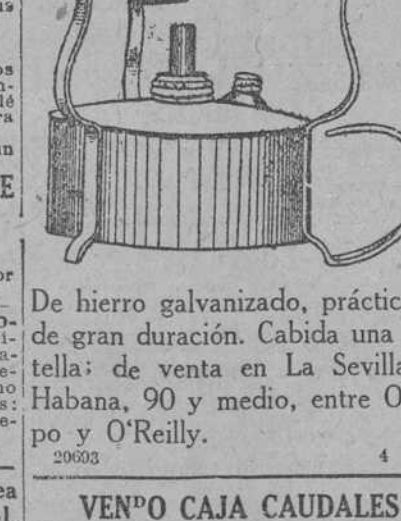 De hierro galvanizado, práctic
de gran duración. Cabida una
tella; de venta en La Sevilla
Habana, 90 y medio, entre O
po y O'Reilly.
20603 4
VENDO CAJA CAUDALES